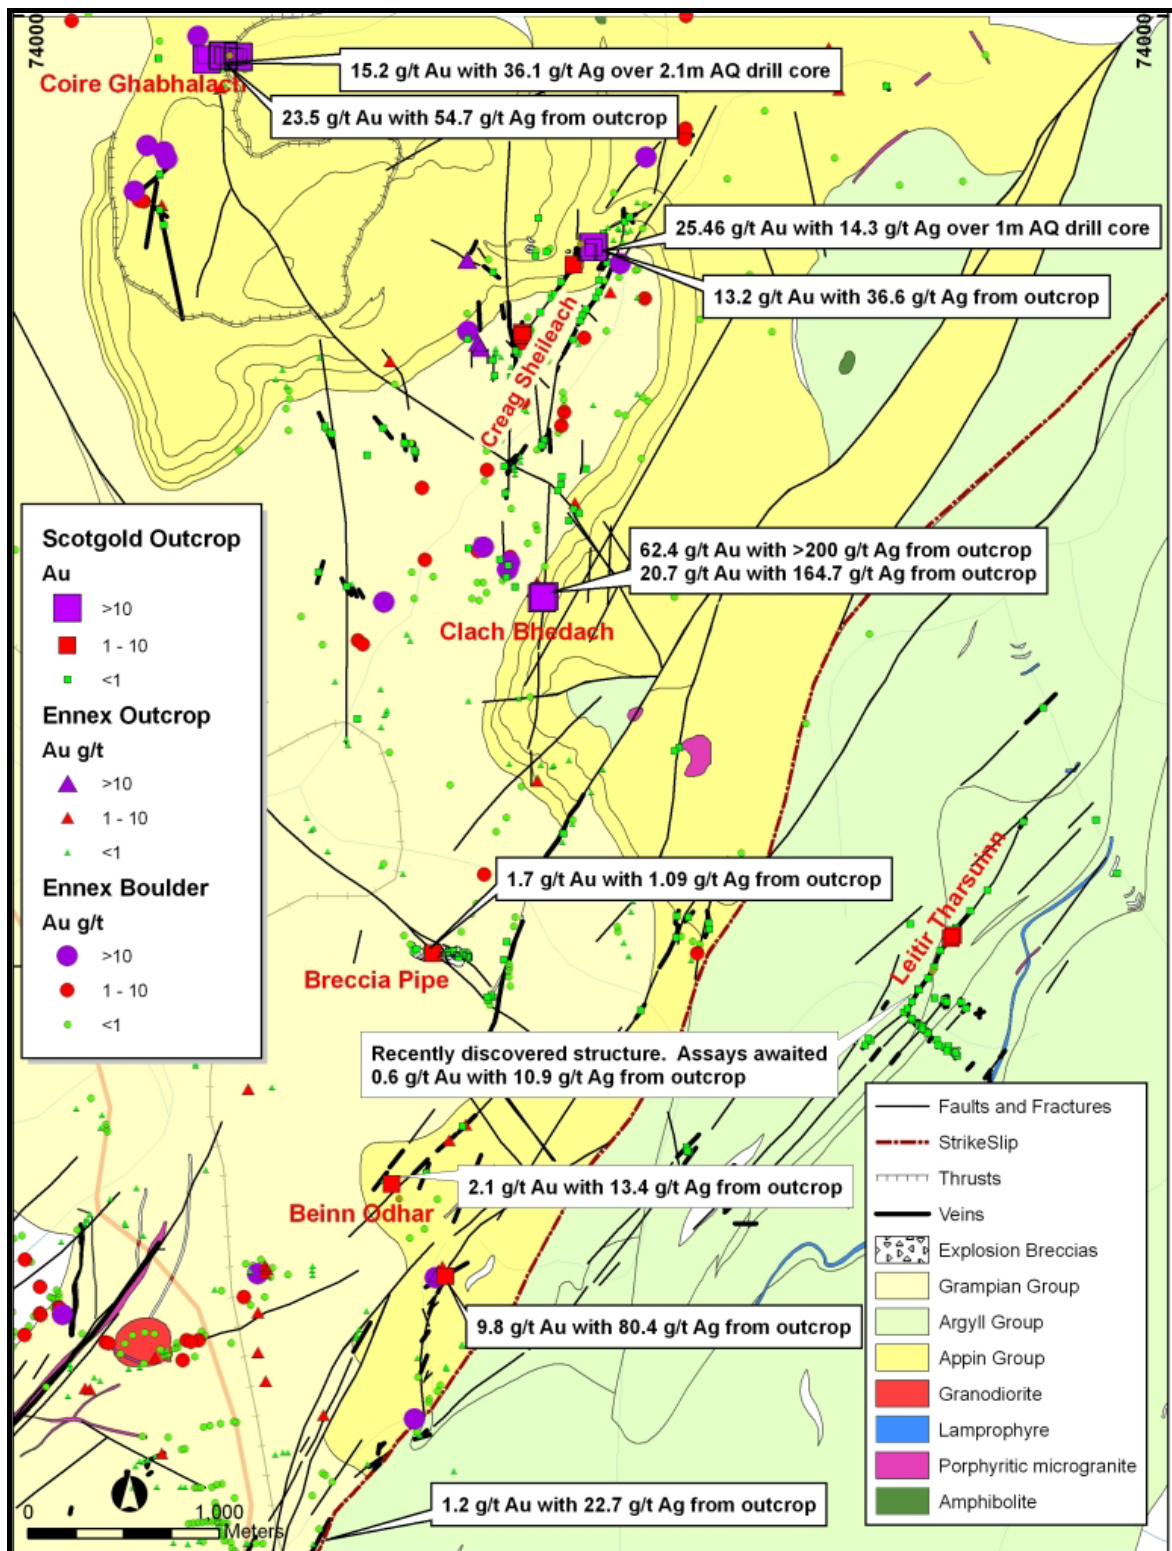 74000
74000
Coire Ghabhalach
15.2 g/t Au with 36.1 g/t Ag over 2.1m AQ drill core
23.5 g/t Au with 54.7 g/t Ag from outcrop
25.46 g/t Au with 14.3 g/t Ag over 1m AQ drill core
13.2 g/t Au with 36.6 g/t Ag from outcrop
Creag Sheileach
62.4 g/t Au with >200 g/t Ag from outcrop
20.7 g/t Au with 164.7 g/t Ag from outcrop
Clach Bhedach
Scotgold Outcrop
Au
>10
1 - 10
<1
Ennex Outcrop
Au g/t
>10
1 - 10
<1
Ennex Boulder
Au g/t
>10
1 - 10
<1
1.7 g/t Au with 1.09 g/t Ag from outcrop
Breccia Pipe
Leitir Tharsuinn
Recently discovered structure. Assays awaited
0.6 g/t Au with 10.9 g/t Ag from outcrop
2.1 g/t Au with 13.4 g/t Ag from outcrop
Beinn Odhar
9.8 g/t Au with 80.4 g/t Ag from outcrop
1.2 g/t Au with 22.7 g/t Ag from outcrop
Faults and Fractures
StrikeSlip
Thrusts
Veins
Explosion Breccias
Grampian Group
Argyll Group
Appin Group
Granodiorite
Lamprophyre
Porphyritic microgranite
Amphibolite
0 1,000
Meters